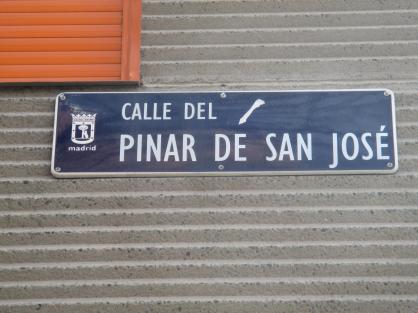 CALLE DEL
PINAR DE SAN JOSÉ
madrid